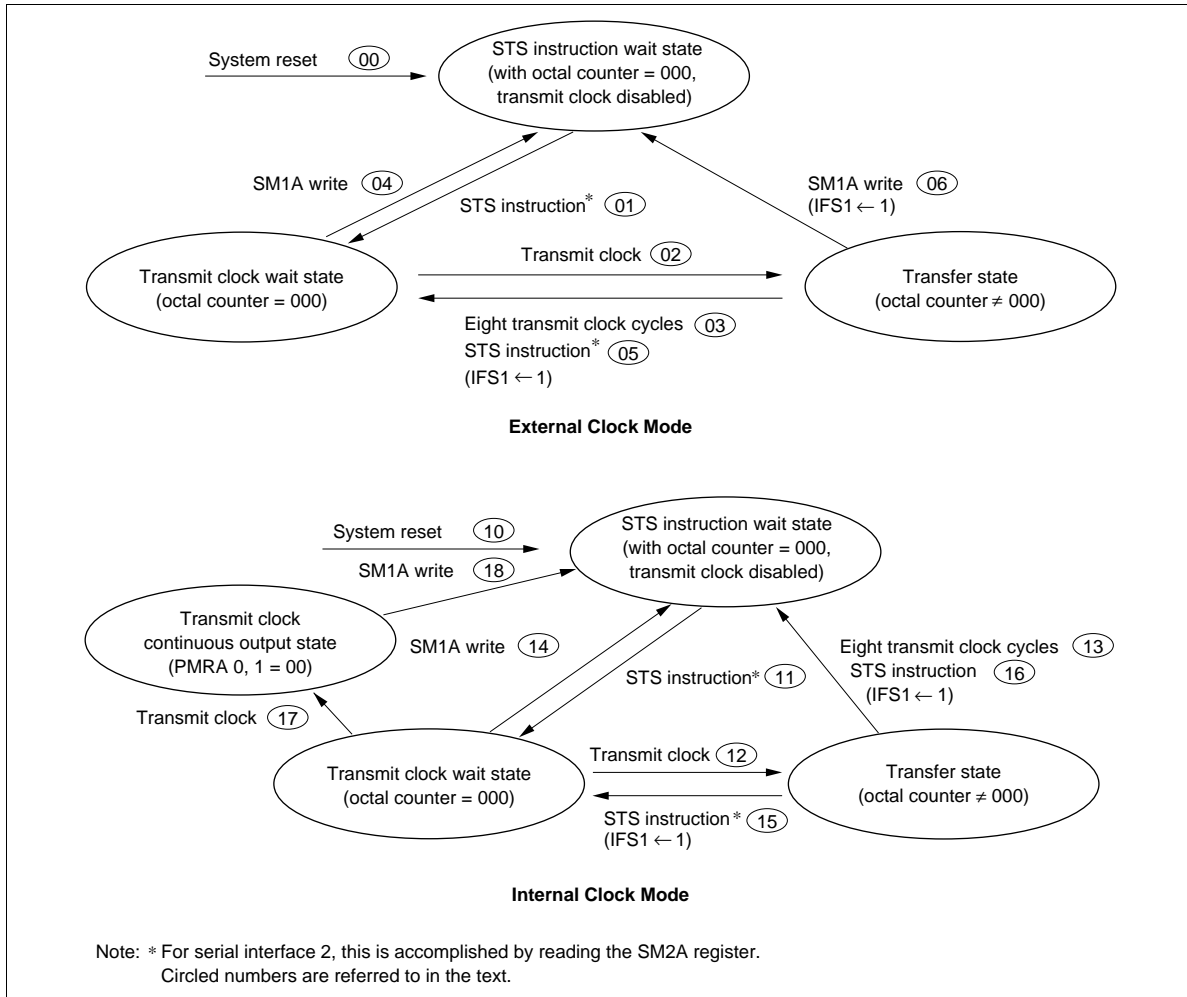 System reset 00
STS instruction wait state
(with octal counter = 000,
transmit clock disabled)
SM1A write 04
STS instruction* 01
SM1A write 06
(IFS1 ← 1)
Transmit clock wait state
(octal counter = 000)
Transmit clock 02
Transfer state
(octal counter ≠ 000)
Eight transmit clock cycles 03
STS instruction* 05
(IFS1 ← 1)
External Clock Mode
System reset 10
STS instruction wait state
(with octal counter = 000,
transmit clock disabled)
SM1A write 18
Transmit clock
continuous output state
(PMRA 0, 1 = 00)
SM1A write 14
STS instruction* 11
Eight transmit clock cycles 13
STS instruction 16
(IFS1 ← 1)
Transmit clock 17
Transmit clock wait state
(octal counter = 000)
Transmit clock 12
Transfer state
(octal counter ≠ 000)
STS instruction* 15
(IFS1 ← 1)
Internal Clock Mode
Note: * For serial interface 2, this is accomplished by reading the SM2A register.
Circled numbers are referred to in the text.